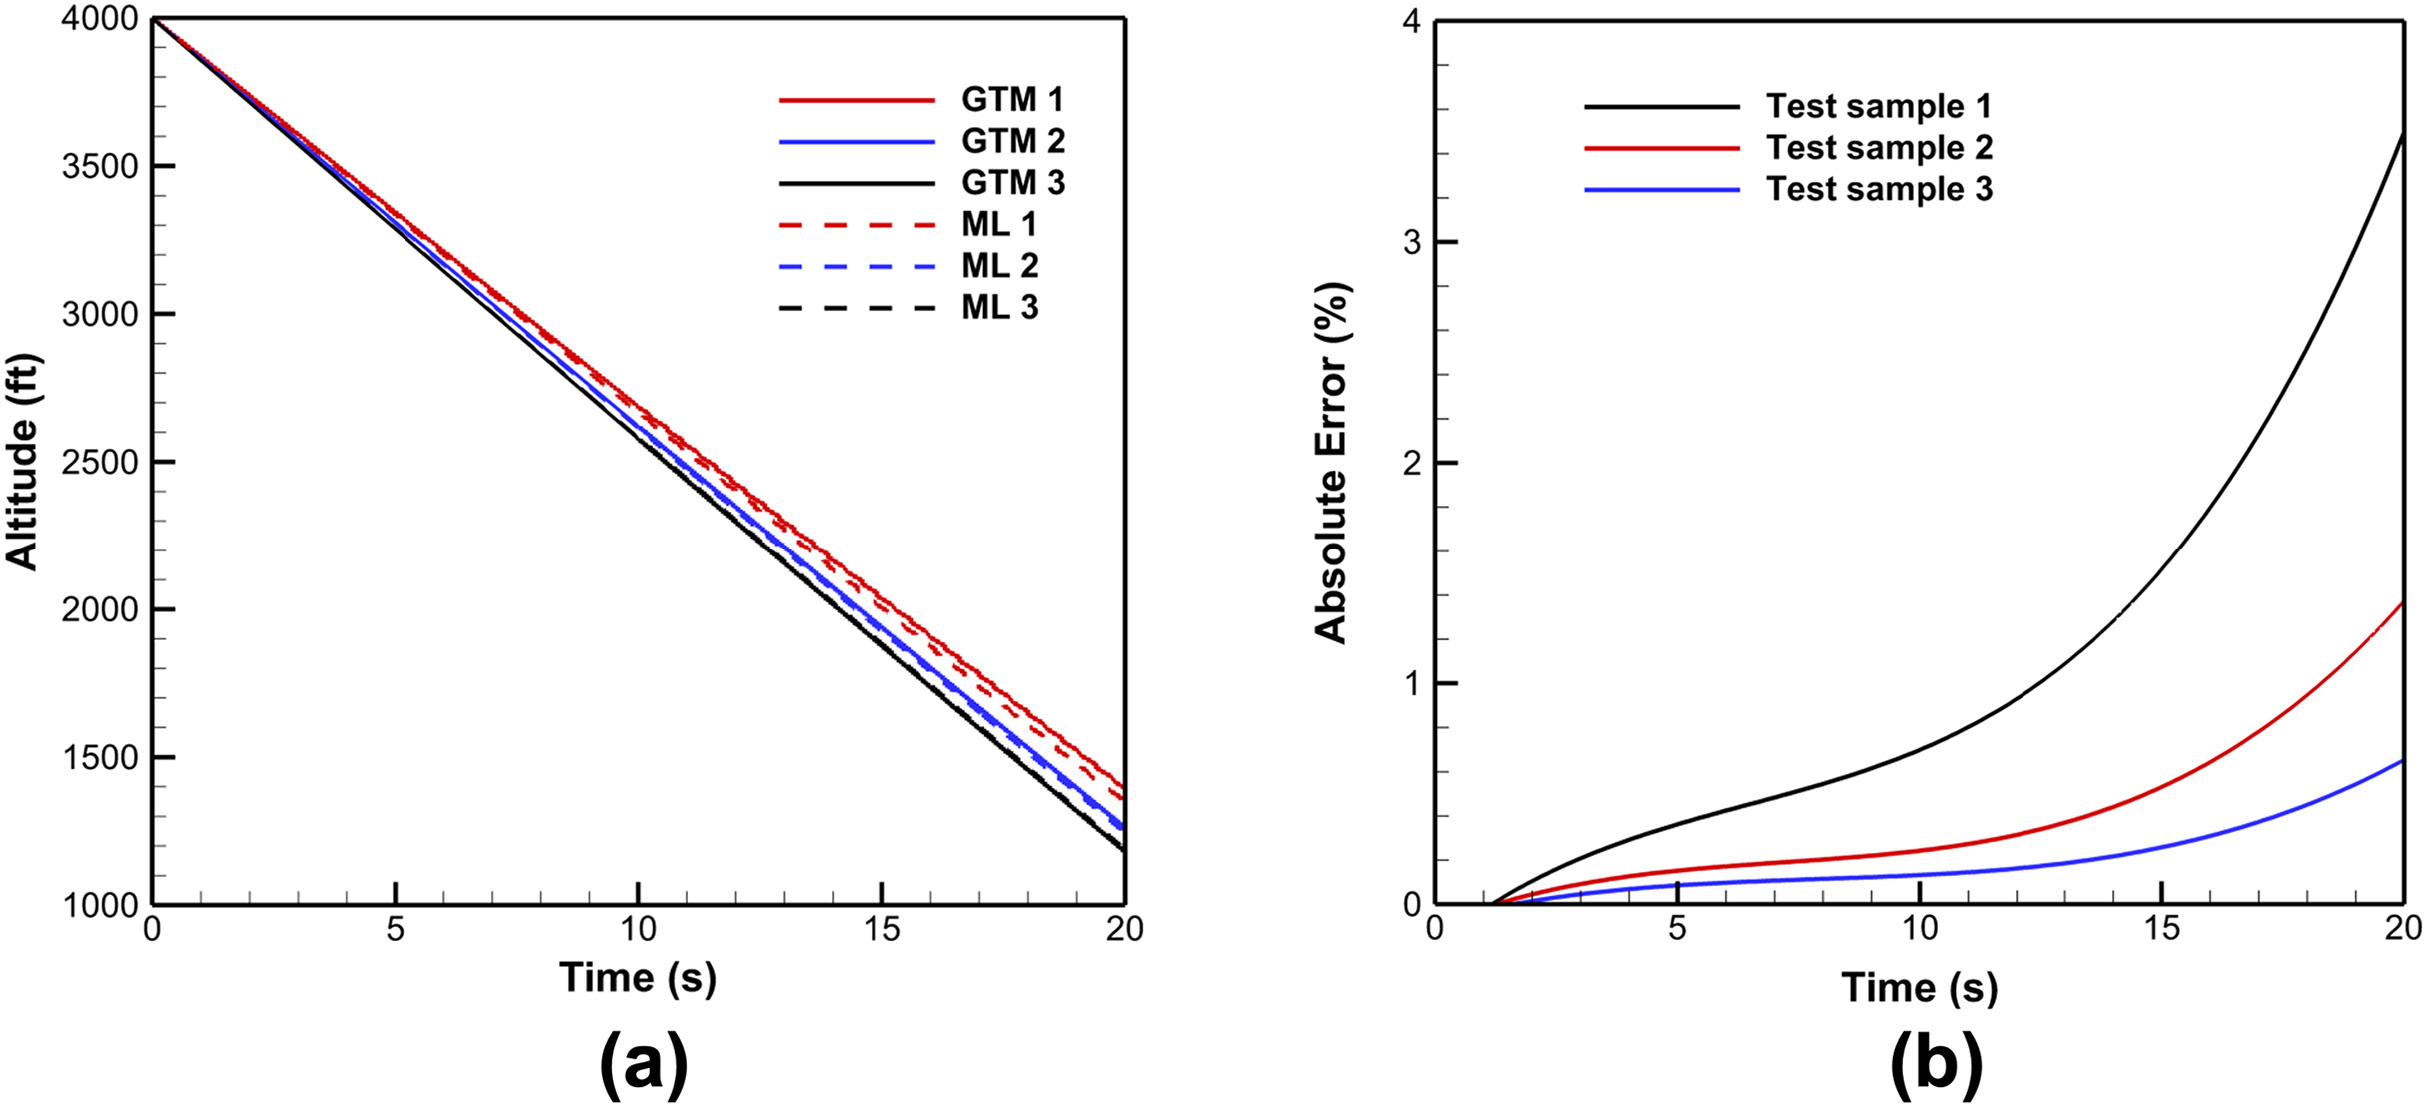 4000
3500
3000
2500
2000
1500
1000
0
5
10
15
20
Altitude (ft)
Time (s)
GTM 1
GTM 2
GTM 3
ML 1
ML 2
ML 3
(a)
4
3
2
1
0
0
5
10
15
20
Absolute Error (%)
Time (s)
Test sample 1
Test sample 2
Test sample 3
(b)